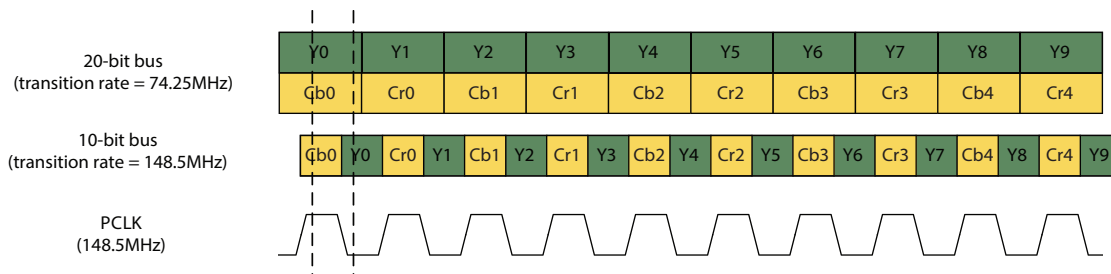 20-bit bus
(transition rate = 74.25MHz)
Y0 Y1 Y2 Y3 Y4 Y5 Y6 Y7 Y8 Y9
Cb0 Cr0 Cb1 Cr1 Cb2 Cr2 Cb3 Cr3 Cb4 Cr4
10-bit bus
(transition rate = 148.5MHz)
Cb0 Y0 Cr0 Y1 Cb1 Y2 Cr1 Y3 Cb2 Y4 Cr2 Y5 Cb3 Y6 Cr3 Y7 Cb4 Y8 Cr4 Y9
PCLK
(148.5MHz)